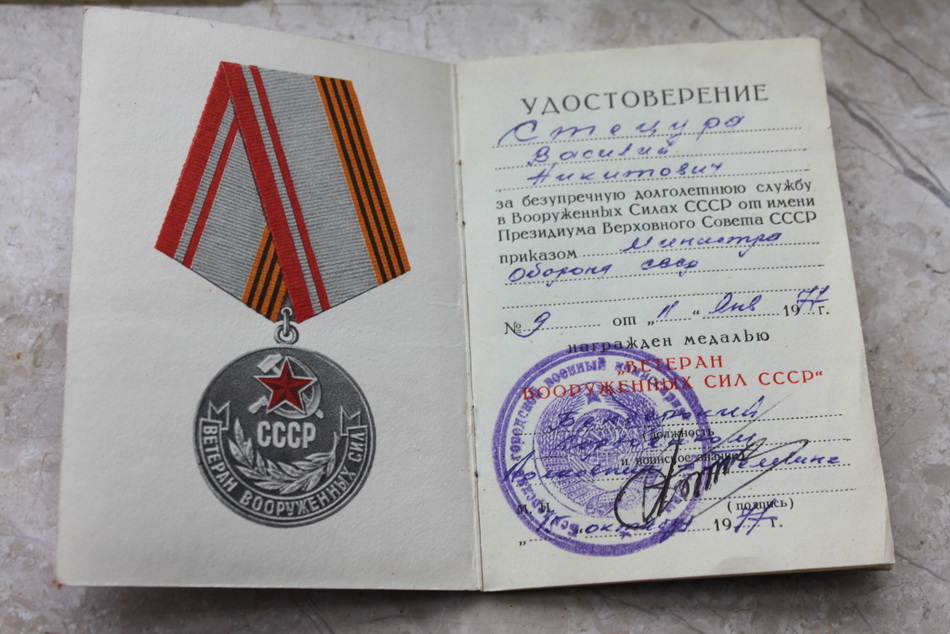 СССР
ВЕТЕРАН ВООРУЖЕННЫХ СИЛ
УДОСТОВЕРЕНИЕ
Стецура
Василий
Никитович
за безупречную долголетнюю службу
в Вооруженных Силах СССР от имени
Президиума Верховного Совета СССР
приказом Министра
Обороны СССР
№ 9 от „11“ Янв 1977 г.
награжден медалью
„ВЕТЕРАН
ВООРУЖЕННЫХ СИЛ СССР“
(должность
и воинское звание)
М. П. (подпись)
октября 1977 г.